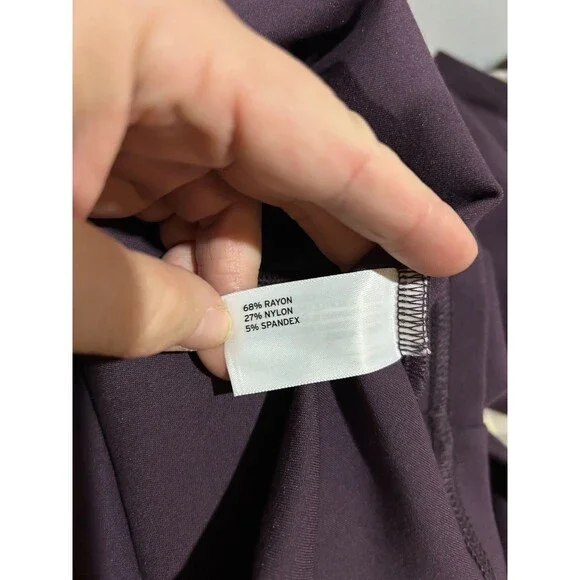 68% RAYON
27% NYLON
5% SPANDEX